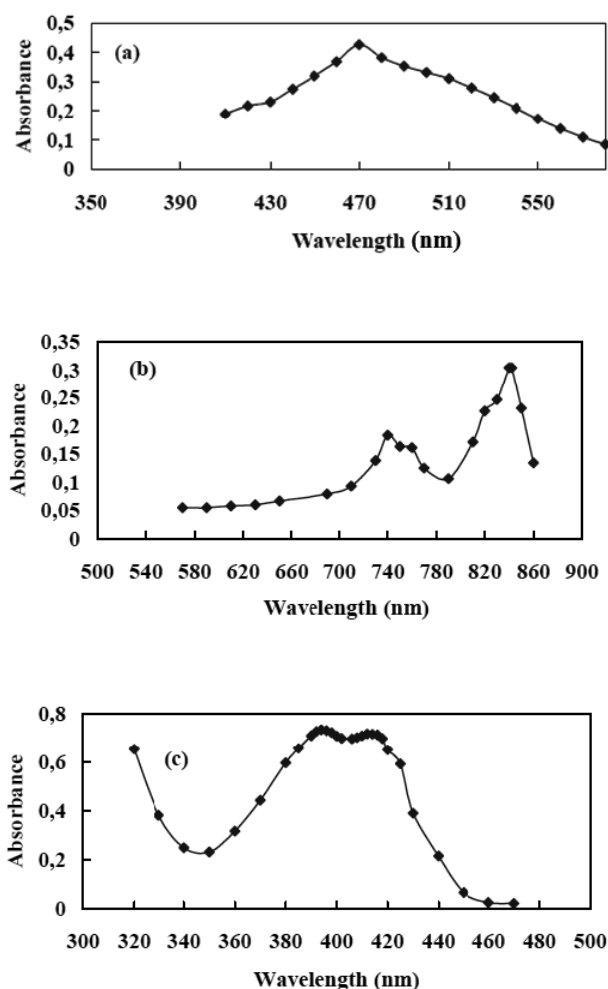 (a)
Absorbance
0,5
0,4
0,3
0,2
0,1
0
350 390 430 470 510 550
Wavelength (nm)
(b)
Absorbance
0,35
0,3
0,25
0,2
0,15
0,1
0,05
0
500 540 580 620 660 700 740 780 820 860 900
Wavelength (nm)
(c)
Absorbance
0,8
0,6
0,4
0,2
0
300 320 340 360 380 400 420 440 460 480 500
Wavelength (nm)